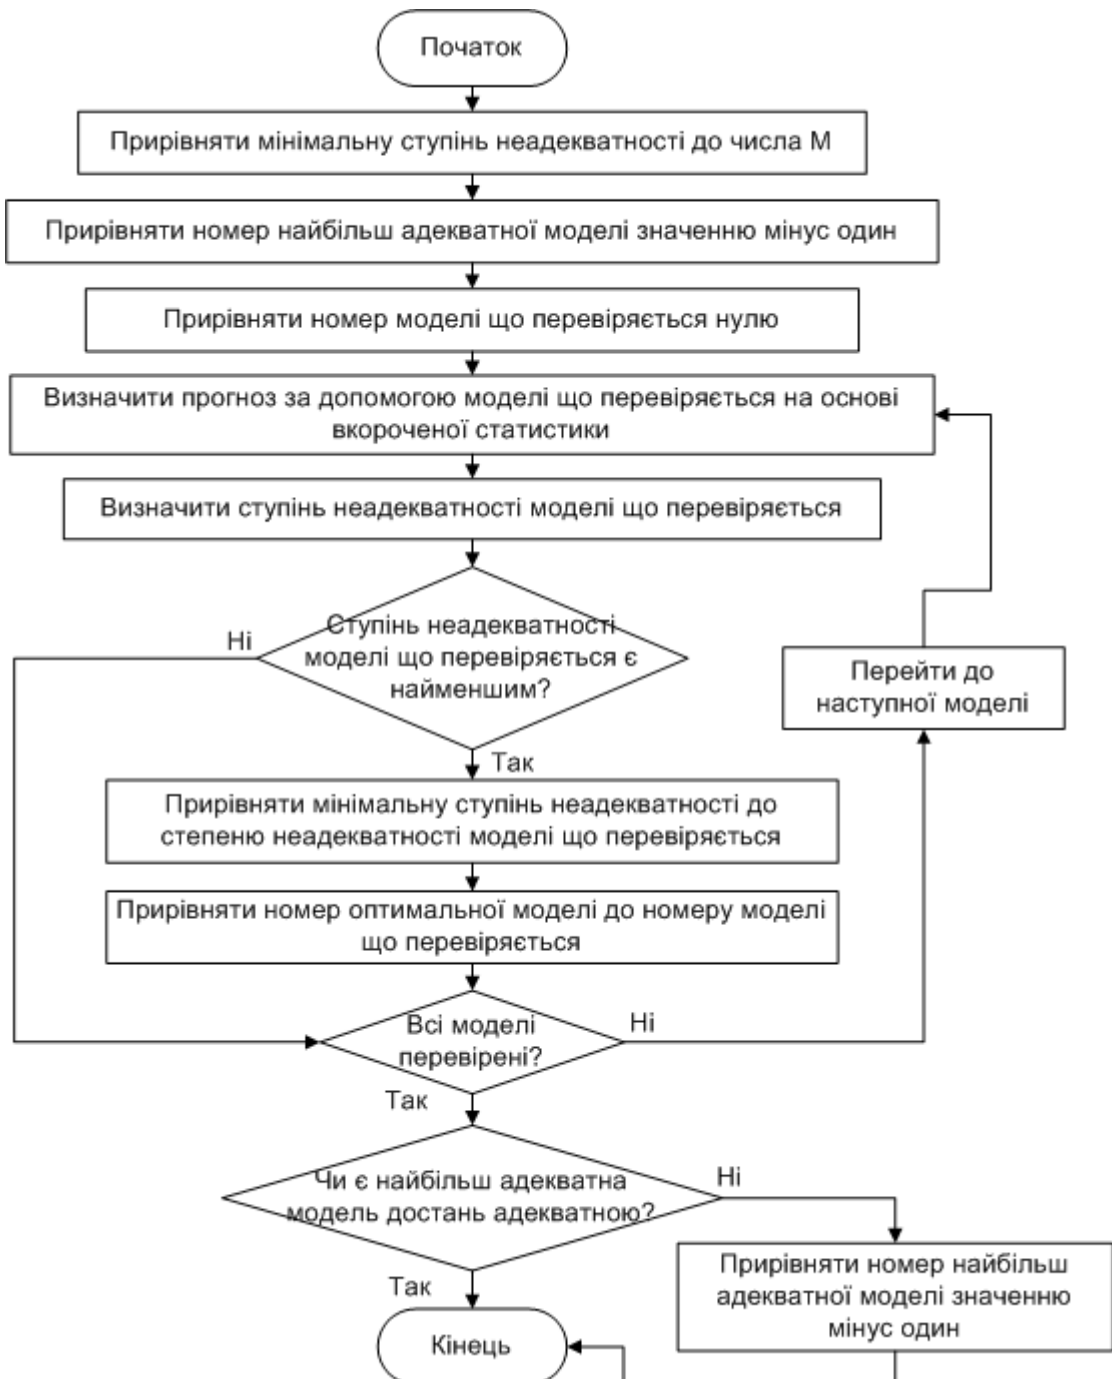 Початок
Прирівняти мінімальну ступінь неадекватності до числа М
Прирівняти номер найбільш адекватної моделі значенню мінус один
Прирівняти номер моделі що перевіряється нулю
Визначити прогноз за допомогою моделі що перевіряється на основі
вкороченої статистики
Визначити ступінь неадекватності моделі що перевіряється
Ступінь неадекватності
моделі що перевіряється є
найменшим?
Ні
Перейти до
наступної моделі
Так
Прирівняти мінімальну ступінь неадекватності до
степеню неадекватності моделі що перевіряється
Прирівняти номер оптимальної моделі до номеру моделі
що перевіряється
Всі моделі
перевірені?
Ні
Так
Чи є найбільш адекватна
модель достань адекватною?
Ні
Прирівняти номер найбільш
адекватної моделі значенню
мінус один
Так
Кінець